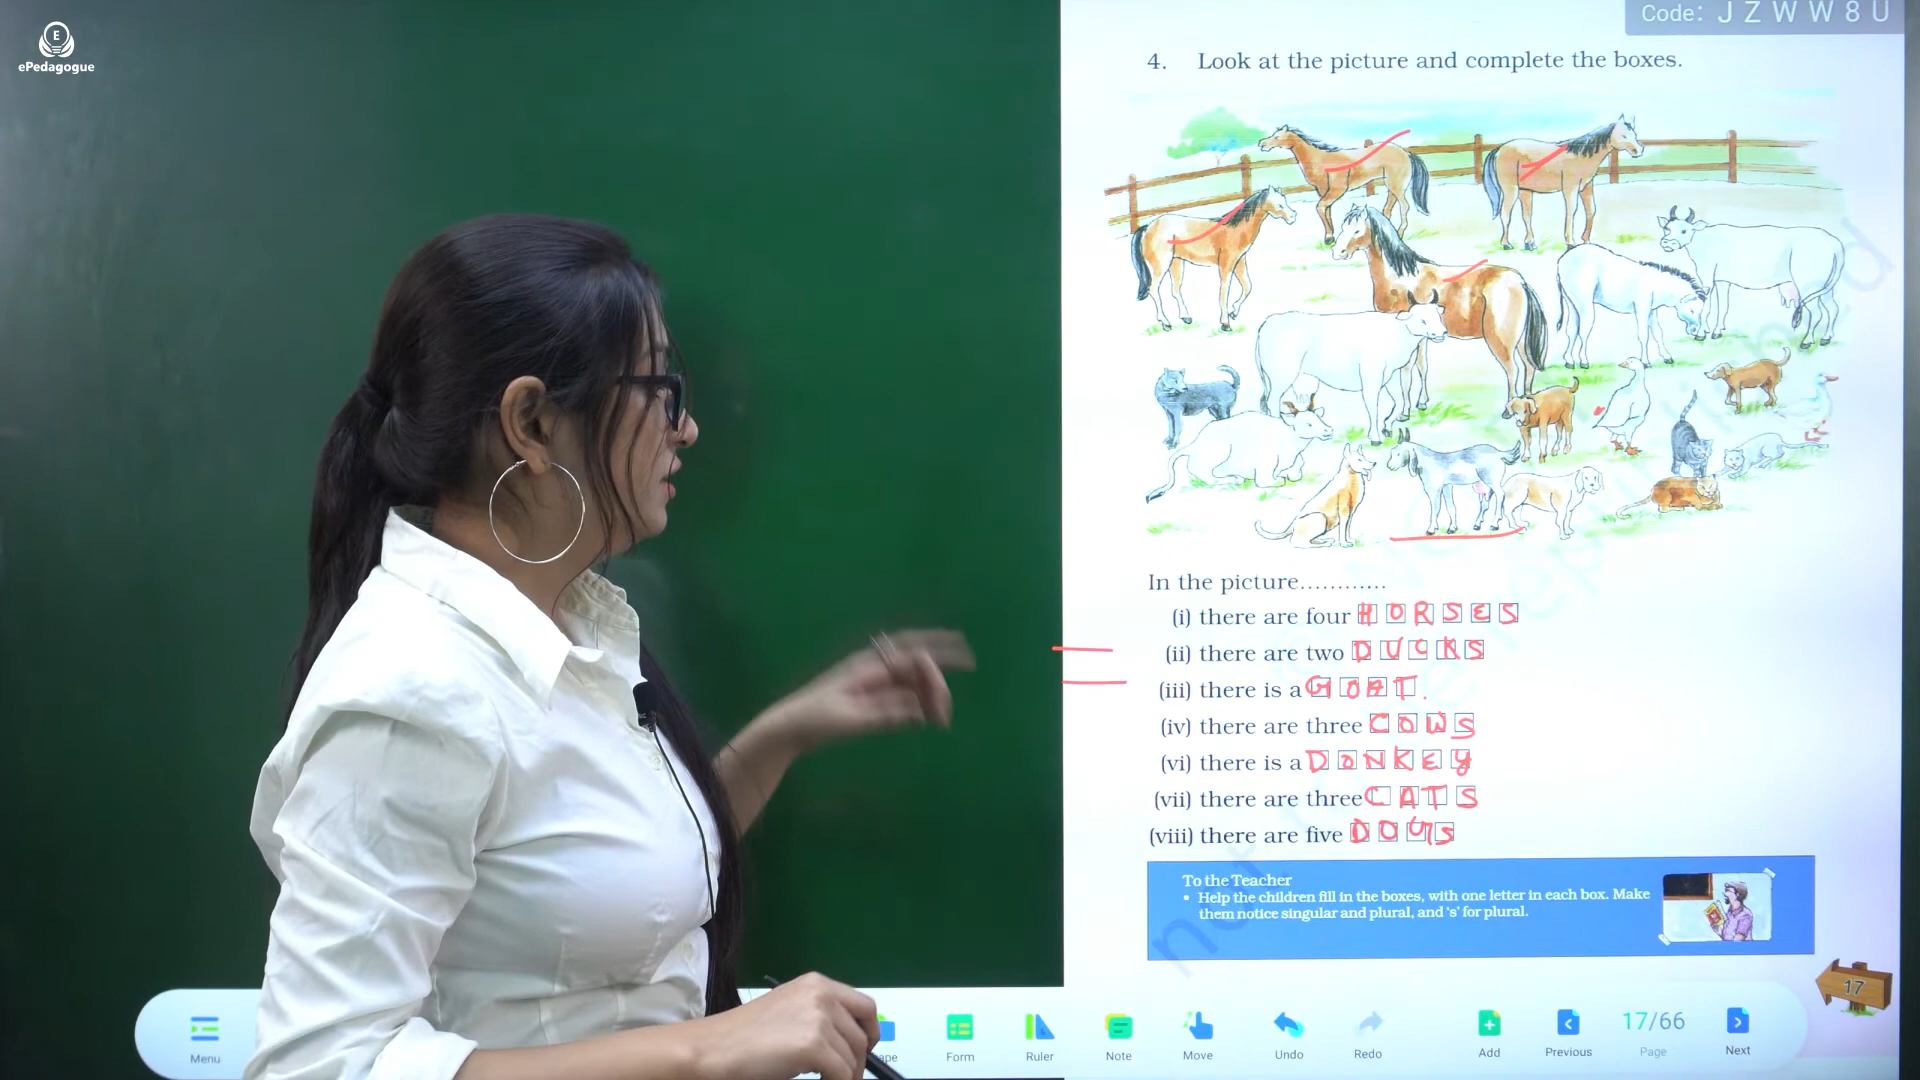 E
ePedagogue
Code: J Z W W 8 U
4. Look at the picture and complete the boxes.
In the picture............
(i) there are four HORSES
(ii) there are two DUCKS
(iii) there is a GOAT.
(iv) there are three COWS
(vi) there is a DONKEY
(vii) there are three CATS
(viii) there are five DOGS
To the Teacher
• Help the children fill in the boxes, with one letter in each box. Make
them notice singular and plural, and 's' for plural.
17
Menu
ape
Form
Ruler
Note
Move
Undo
Redo
Add
Previous
17/66
Page
Next